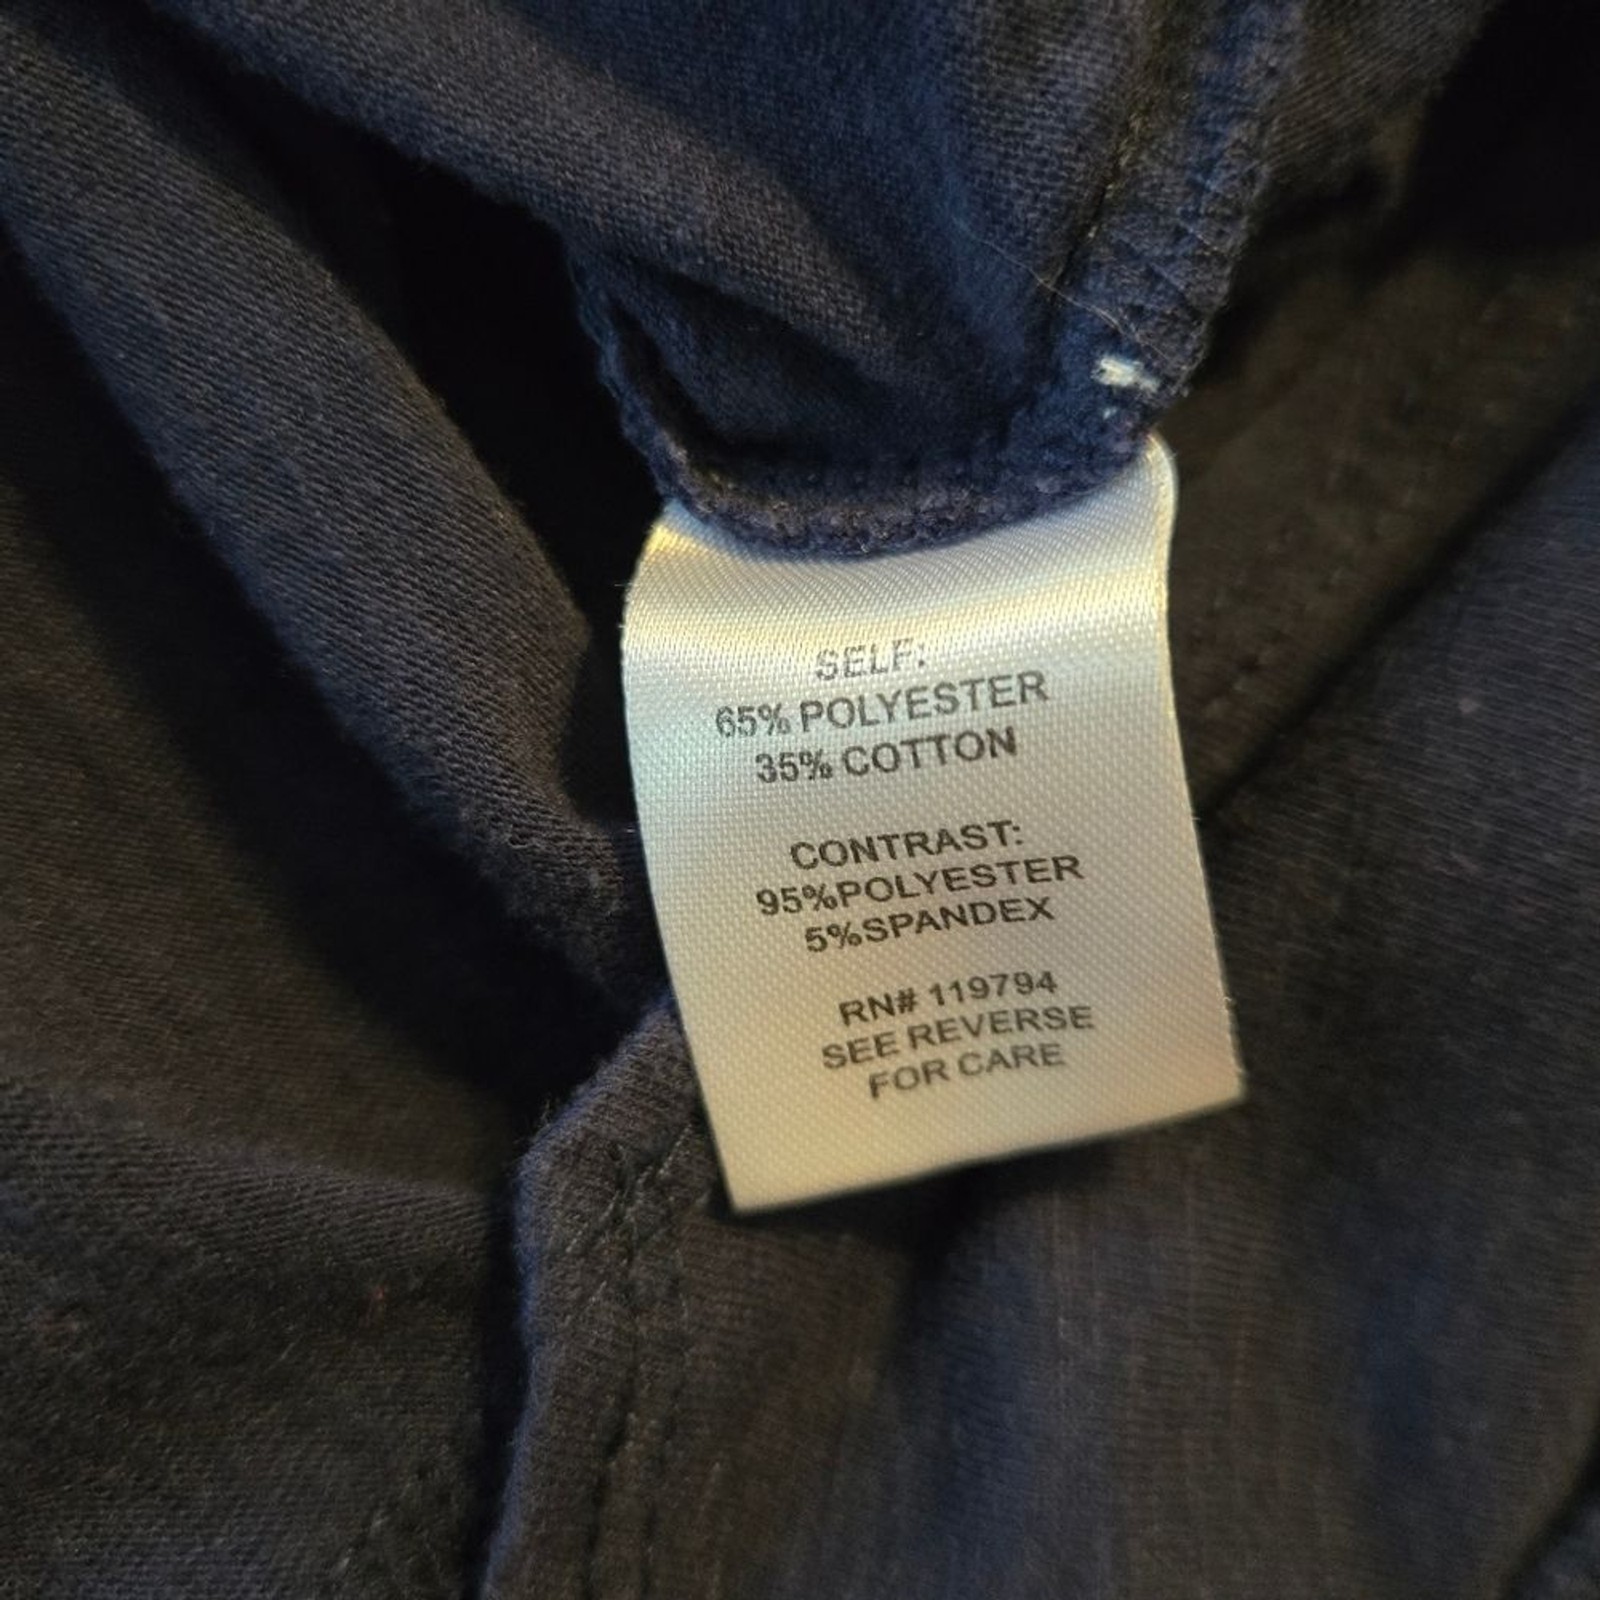 SELF:
65% POLYESTER
35% COTTON
CONTRAST:
95%POLYESTER
5%SPANDEX
RN# 119794
SEE REVERSE
FOR CARE